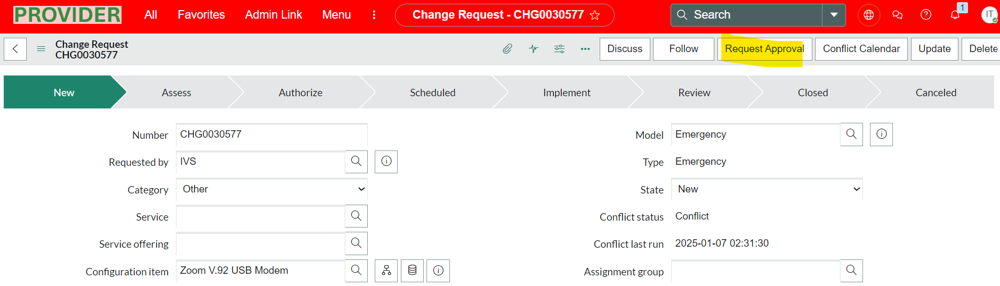 PROVIDER All Favorites Admin Link Menu Change Request - CHG0030577 Search 1 IT
Change Request
CHG0030577
Discuss Follow Request Approval Conflict Calendar Update Delete
New Assess Authorize Scheduled Implement Review Closed Canceled
Number CHG0030577 Model Emergency
Requested by IVS Type Emergency
Category Other State New
Service Conflict status Conflict
Service offering Conflict last run 2025-01-07 02:31:30
Configuration item Zoom V.92 USB Modem Assignment group